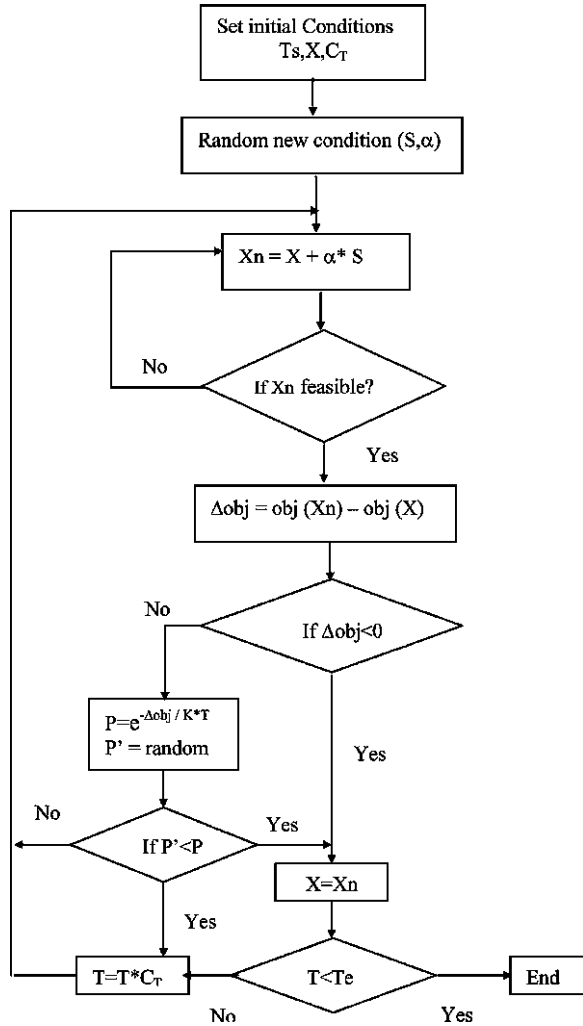 Set initial Conditions
Ts,X,C_T
Random new condition (S,α)
Xn = X + α* S
No
If Xn feasible?
Yes
Δobj = obj (Xn) – obj (X)
No
If Δobj<0
P=e^-Δobj / K*T
P’ = random
Yes
No
If P’<P
Yes
X=Xn
Yes
T=T*C_T
T<Te
End
No
Yes